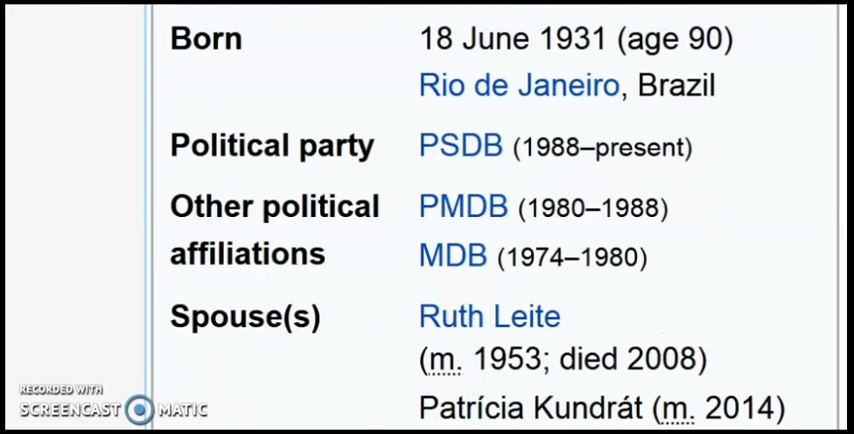 Born 18 June 1931 (age 90)
Rio de Janeiro, Brazil
Political party PSDB (1988–present)
Other political PMDB (1980–1988)
affiliations MDB (1974–1980)
Spouse(s) Ruth Leite
(m. 1953; died 2008)
Patrícia Kundrát (m. 2014)
RECORDED WITH
SCREENCAST MATIC